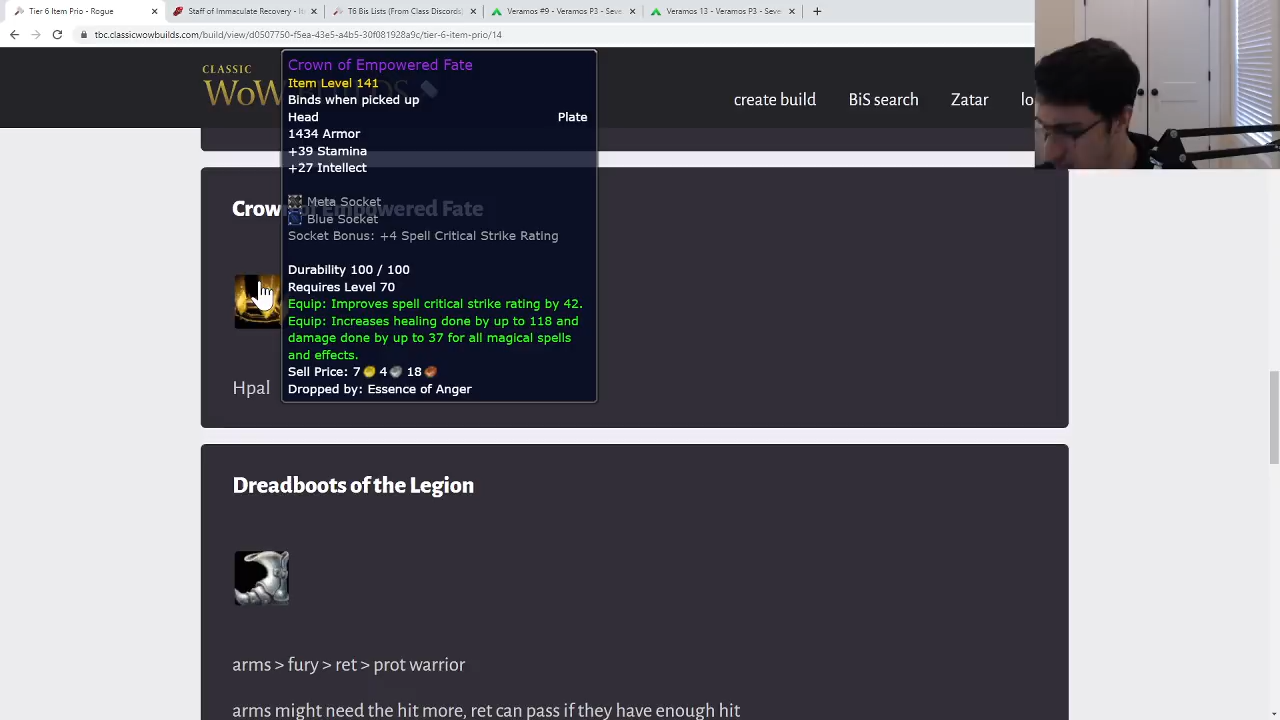 Tier 6 Item Prio - Rogue
Staff of Immaculate Recovery - It
T6 Bis Lists (From Class Discords)
Veramos #9 - Veramos P3 - Seve
Veramos 13 - Veramos P3 - Seve
tbc.classicwowbuilds.com/build/view/d0507750-f5ea-43e5-a4b5-30f081928a9c/tier-6-item-prio/14
CLASSIC
create build
BiS search
Zatar
lo
Crown of Empowered Fate
Crown of Empowered Fate
Item Level 141
Binds when picked up
Head Plate
1434 Armor
+39 Stamina
+27 Intellect
Meta Socket
Blue Socket
Socket Bonus: +4 Spell Critical Strike Rating
Durability 100 / 100
Requires Level 70
Equip: Improves spell critical strike rating by 42.
Equip: Increases healing done by up to 118 and
damage done by up to 37 for all magical spells
and effects.
Sell Price: 7 4 18
Dropped by: Essence of Anger
Hpal
Dreadboots of the Legion
arms > fury > ret > prot warrior
arms might need the hit more, ret can pass if they have enough hit